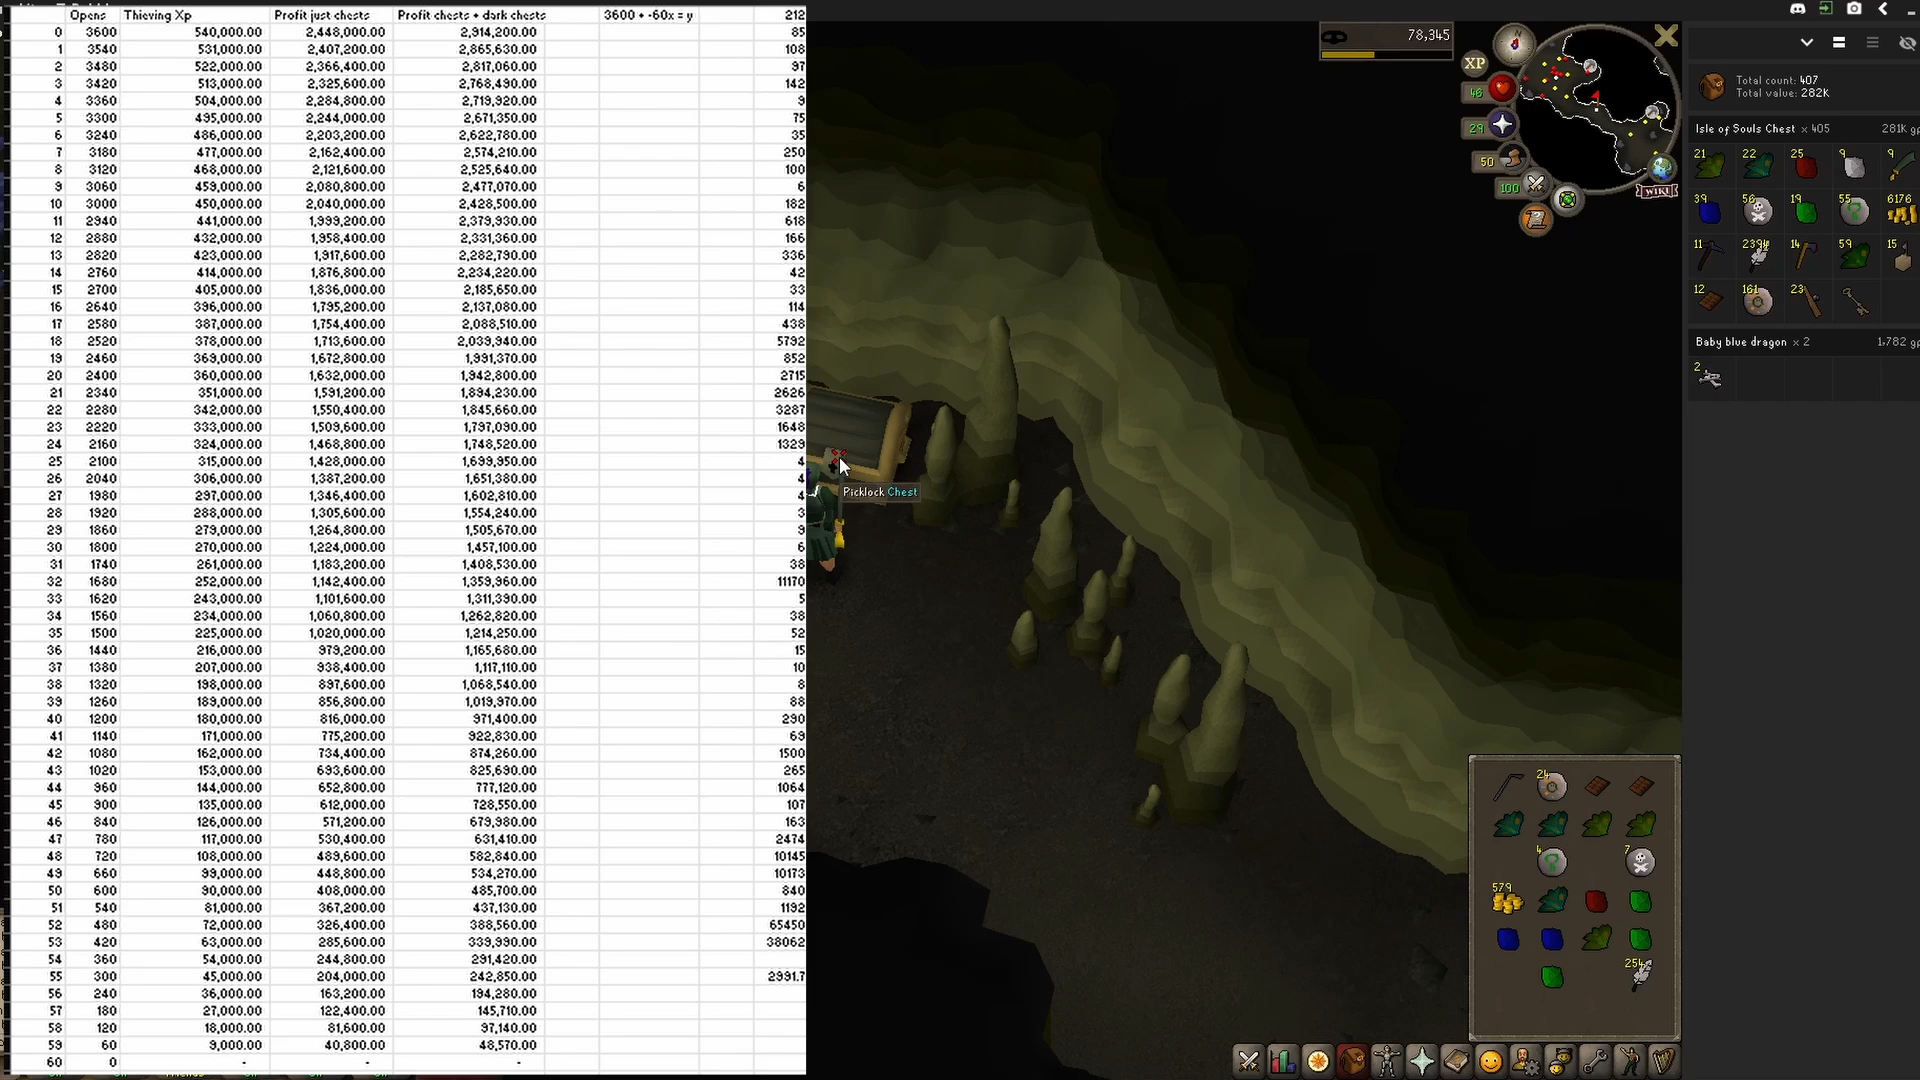 Opens Thieving Xp Profit just chests Profit chests + dark chests 3600 + -60x = y 212
0 3600 540,000.00 2,448,000.00 2,914,200.00 85
1 3540 531,000.00 2,407,200.00 2,865,630.00 108
2 3480 522,000.00 2,366,400.00 2,817,060.00 97
3 3420 513,000.00 2,325,600.00 2,768,490.00 142
4 3360 504,000.00 2,284,800.00 2,719,920.00 9
5 3300 495,000.00 2,244,000.00 2,671,350.00 75
6 3240 486,000.00 2,203,200.00 2,622,780.00 35
7 3180 477,000.00 2,162,400.00 2,574,210.00 250
8 3120 468,000.00 2,121,600.00 2,525,640.00 100
9 3060 459,000.00 2,080,800.00 2,477,070.00 6
10 3000 450,000.00 2,040,000.00 2,428,500.00 182
11 2940 441,000.00 1,999,200.00 2,379,930.00 618
12 2880 432,000.00 1,958,400.00 2,331,360.00 166
13 2820 423,000.00 1,917,600.00 2,282,790.00 336
14 2760 414,000.00 1,876,800.00 2,234,220.00 42
15 2700 405,000.00 1,836,000.00 2,185,650.00 33
16 2640 396,000.00 1,795,200.00 2,137,080.00 114
17 2580 387,000.00 1,754,400.00 2,088,510.00 438
18 2520 378,000.00 1,713,600.00 2,039,940.00 5792
19 2460 369,000.00 1,672,800.00 1,991,370.00 852
20 2400 360,000.00 1,632,000.00 1,942,800.00 2715
21 2340 351,000.00 1,591,200.00 1,894,230.00 2626
22 2280 342,000.00 1,550,400.00 1,845,660.00 3287
23 2220 333,000.00 1,509,600.00 1,797,090.00 1648
24 2160 324,000.00 1,468,800.00 1,748,520.00 1329
25 2100 315,000.00 1,428,000.00 1,699,950.00 4
26 2040 306,000.00 1,387,200.00 1,651,380.00 4
27 1980 297,000.00 1,346,400.00 1,602,810.00 4
28 1920 288,000.00 1,305,600.00 1,554,240.00 3
29 1860 279,000.00 1,264,800.00 1,505,670.00 9
30 1800 270,000.00 1,224,000.00 1,457,100.00 6
31 1740 261,000.00 1,183,200.00 1,408,530.00 38
32 1680 252,000.00 1,142,400.00 1,359,960.00 11170
33 1620 243,000.00 1,101,600.00 1,311,390.00 5
34 1560 234,000.00 1,060,800.00 1,262,820.00 38
35 1500 225,000.00 1,020,000.00 1,214,250.00 52
36 1440 216,000.00 979,200.00 1,165,680.00 15
37 1380 207,000.00 938,400.00 1,117,110.00 10
38 1320 198,000.00 897,600.00 1,068,540.00 8
39 1260 189,000.00 856,800.00 1,019,970.00 88
40 1200 180,000.00 816,000.00 971,400.00 290
41 1140 171,000.00 775,200.00 922,830.00 69
42 1080 162,000.00 734,400.00 874,260.00 1500
43 1020 153,000.00 693,600.00 825,690.00 265
44 960 144,000.00 652,800.00 777,120.00 1064
45 900 135,000.00 612,000.00 728,550.00 107
46 840 126,000.00 571,200.00 679,980.00 163
47 780 117,000.00 530,400.00 631,410.00 2474
48 720 108,000.00 489,600.00 582,840.00 10145
49 660 99,000.00 448,800.00 534,270.00 10173
50 600 90,000.00 408,000.00 485,700.00 840
51 540 81,000.00 367,200.00 437,130.00 1192
52 480 72,000.00 326,400.00 388,560.00 65450
53 420 63,000.00 285,600.00 339,990.00 38062
54 360 54,000.00 244,800.00 291,420.00
55 300 45,000.00 204,000.00 242,850.00 2991.7
56 240 36,000.00 163,200.00 194,280.00
57 180 27,000.00 122,400.00 145,710.00
58 120 18,000.00 81,600.00 97,140.00
59 60 9,000.00 40,800.00 48,570.00
60 0 - - -
Picklock Chest
78,345
XP
46
29
50
100
WIKI
Total count: 407
Total value: 282K
Isle of Souls Chest x 405 281K gp
21 22 25 9 9
39 56 19 55 6176
11 2394 14 59 15
12 161 23
Baby blue dragon x 2 1,782 gp
2
24
4 7
579
254